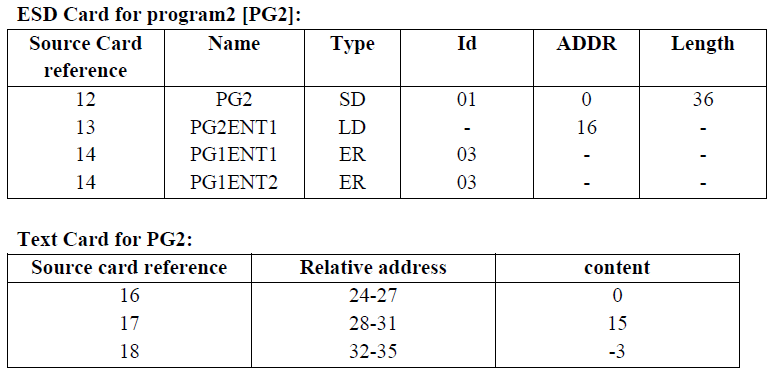 ESD Card for program2 [PG2]:
Source Card reference Name Type Id ADDR Length
12 PG2 SD 01 0 36
13 PG2ENT1 LD - 16 -
14 PG1ENT1 ER 03 - -
14 PG1ENT2 ER 03 - -
Text Card for PG2:
Source card reference Relative address content
16 24-27 0
17 28-31 15
18 32-35 -3